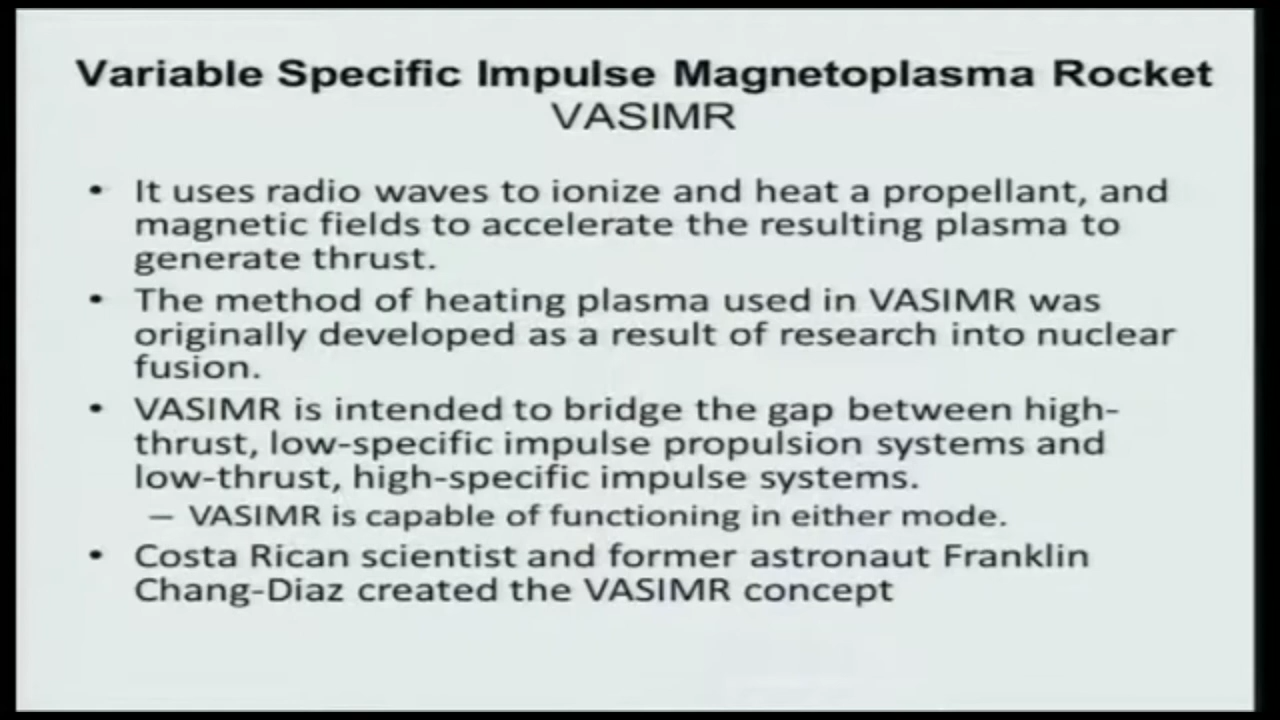 Variable Specific Impulse Magnetoplasma Rocket
VASIMR
• It uses radio waves to ionize and heat a propellant, and
magnetic fields to accelerate the resulting plasma to
generate thrust.
• The method of heating plasma used in VASIMR was
originally developed as a result of research into nuclear
fusion.
• VASIMR is intended to bridge the gap between high-
thrust, low-specific impulse propulsion systems and
low-thrust, high-specific impulse systems.
– VASIMR is capable of functioning in either mode.
• Costa Rican scientist and former astronaut Franklin
Chang-Diaz created the VASIMR concept